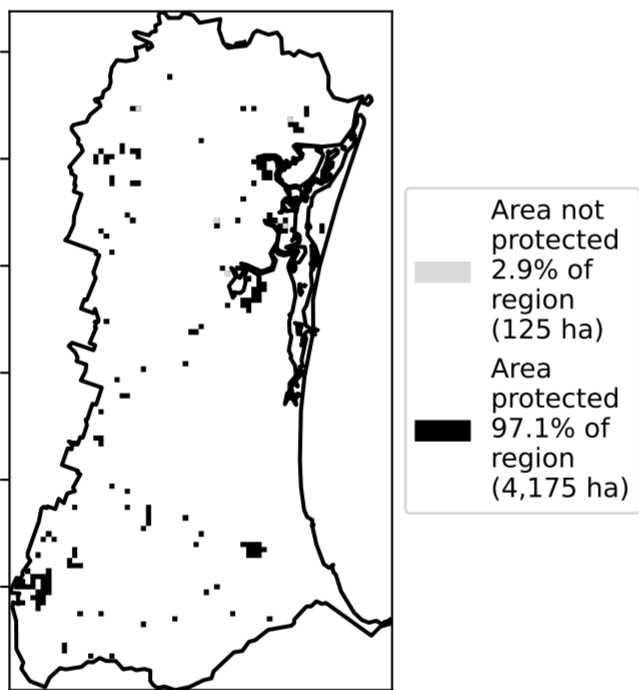 Area not
protected
2.9% of
region
(125 ha)
Area
protected
97.1% of
region
(4,175 ha)